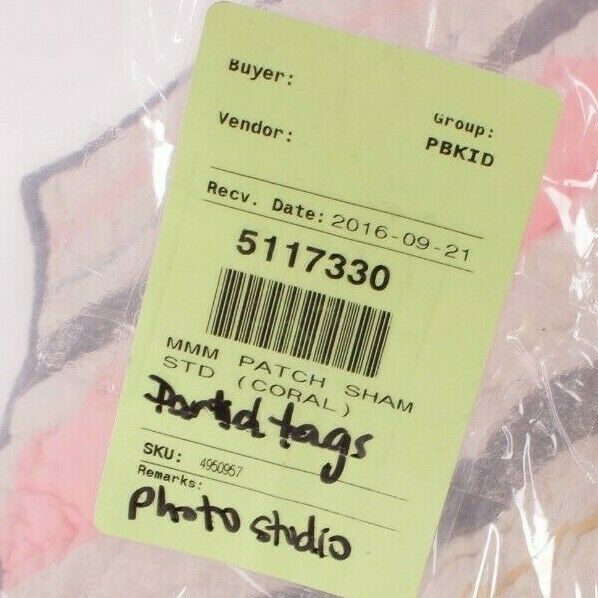 Buyer:
Vendor:
Group:
PBKID
Recv. Date: 2016-09-21
5117330
MMM PATCH SHAM
STD (CORAL)
tags
SKU: 4950957
Remarks:
photo studio